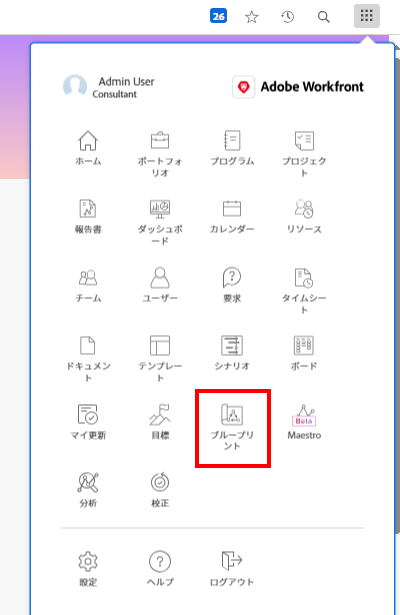 26
Admin User
Consultant
Adobe Workfront
ホーム
ポートフォ
リオ
プログラム
プロジェク
ト
報告書
ダッシュボ
ード
カレンダー
リソース
チーム
ユーザー
要求
タイムシー
ト
ドキュメン
ト
テンプレー
ト
シナリオ
ボード
マイ更新
目標
ブループリ
ント
Beta
Maestro
分析
校正
設定
ヘルプ
ログアウト